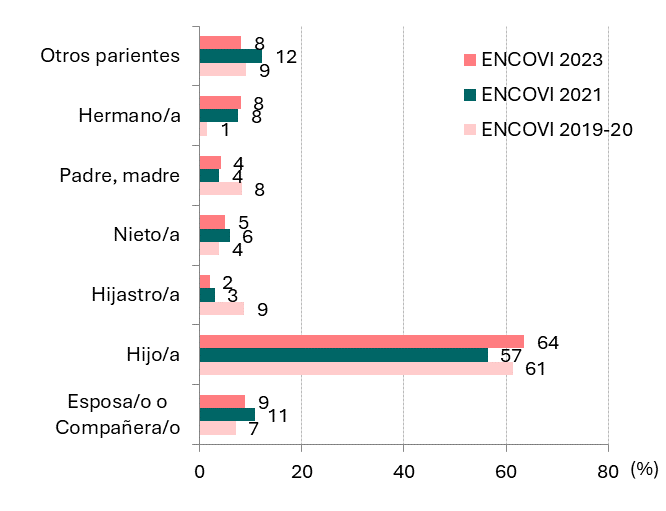 Otros parientes
8
12
9
ENCOVI 2023
ENCOVI 2021
ENCOVI 2019-20
Hermano/a
8
8
1
Padre, madre
4
4
8
Nieto/a
5
6
4
Hijastro/a
2
3
9
Hijo/a
64
57
61
Esposa/o o
Compañera/o
9
11
7
0 20 40 60 80 (%)